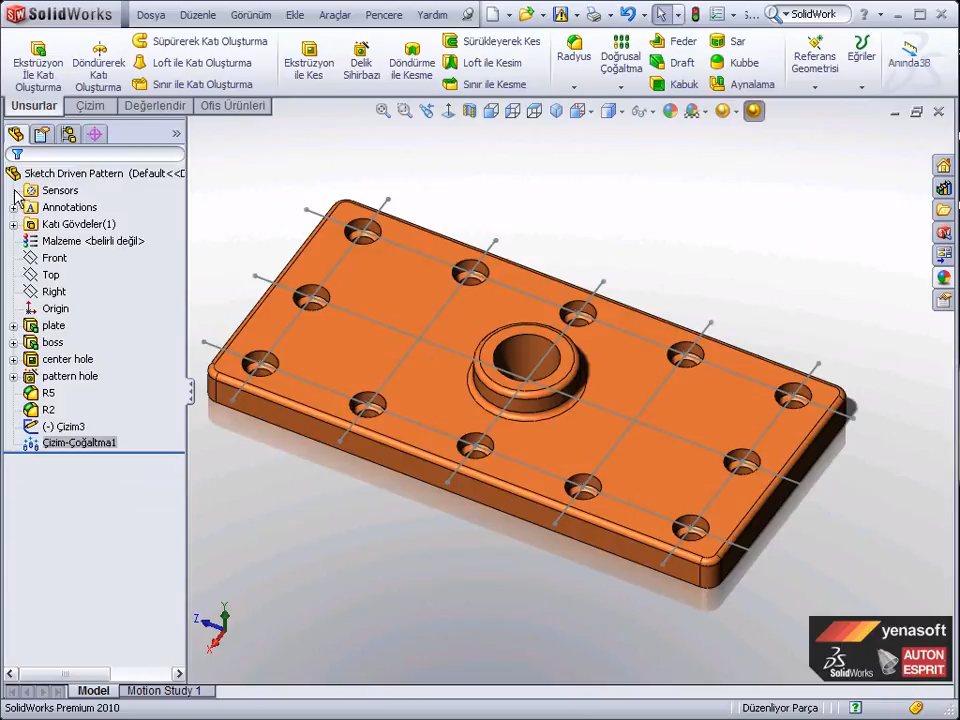 SolidWorks Dosya Düzenle Görünüm Ekle Araçlar Pencere Yardım S... SolidWork
Ekstrüzyon İle Katı Oluşturma
Döndürerek Katı Oluşturma
Süpürerek Katı Oluşturma
Loft ile Katı Oluşturma
Sınır ile Katı Oluşturma
Ekstrüzyon ile Kes
Delik Sihirbazı
Döndürme ile Kesme
Sürükleyerek Kes
Loft ile Kesim
Sınır ile Kesme
Radyus
Doğrusal Çoğaltma
Feder
Draft
Kabuk
Sar
Kubbe
Aynalama
Referans Geometrisi
Eğriler
Anında3B
Unsurlar Çizim Değerlendir Ofis Ürünleri
Sketch Driven Pattern (Default<<D
Sensors
Annotations
Katı Gövdeler(1)
Malzeme <belirli değil>
Front
Top
Right
Origin
plate
boss
center hole
pattern hole
R5
R2
(-) Çizim3
Çizim-Çoğaltma1
Y
Z
X
yenasoft
DS SolidWorks
AUTON ESPRIT
Model Motion Study 1
SolidWorks Premium 2010 Düzenliyor Parça